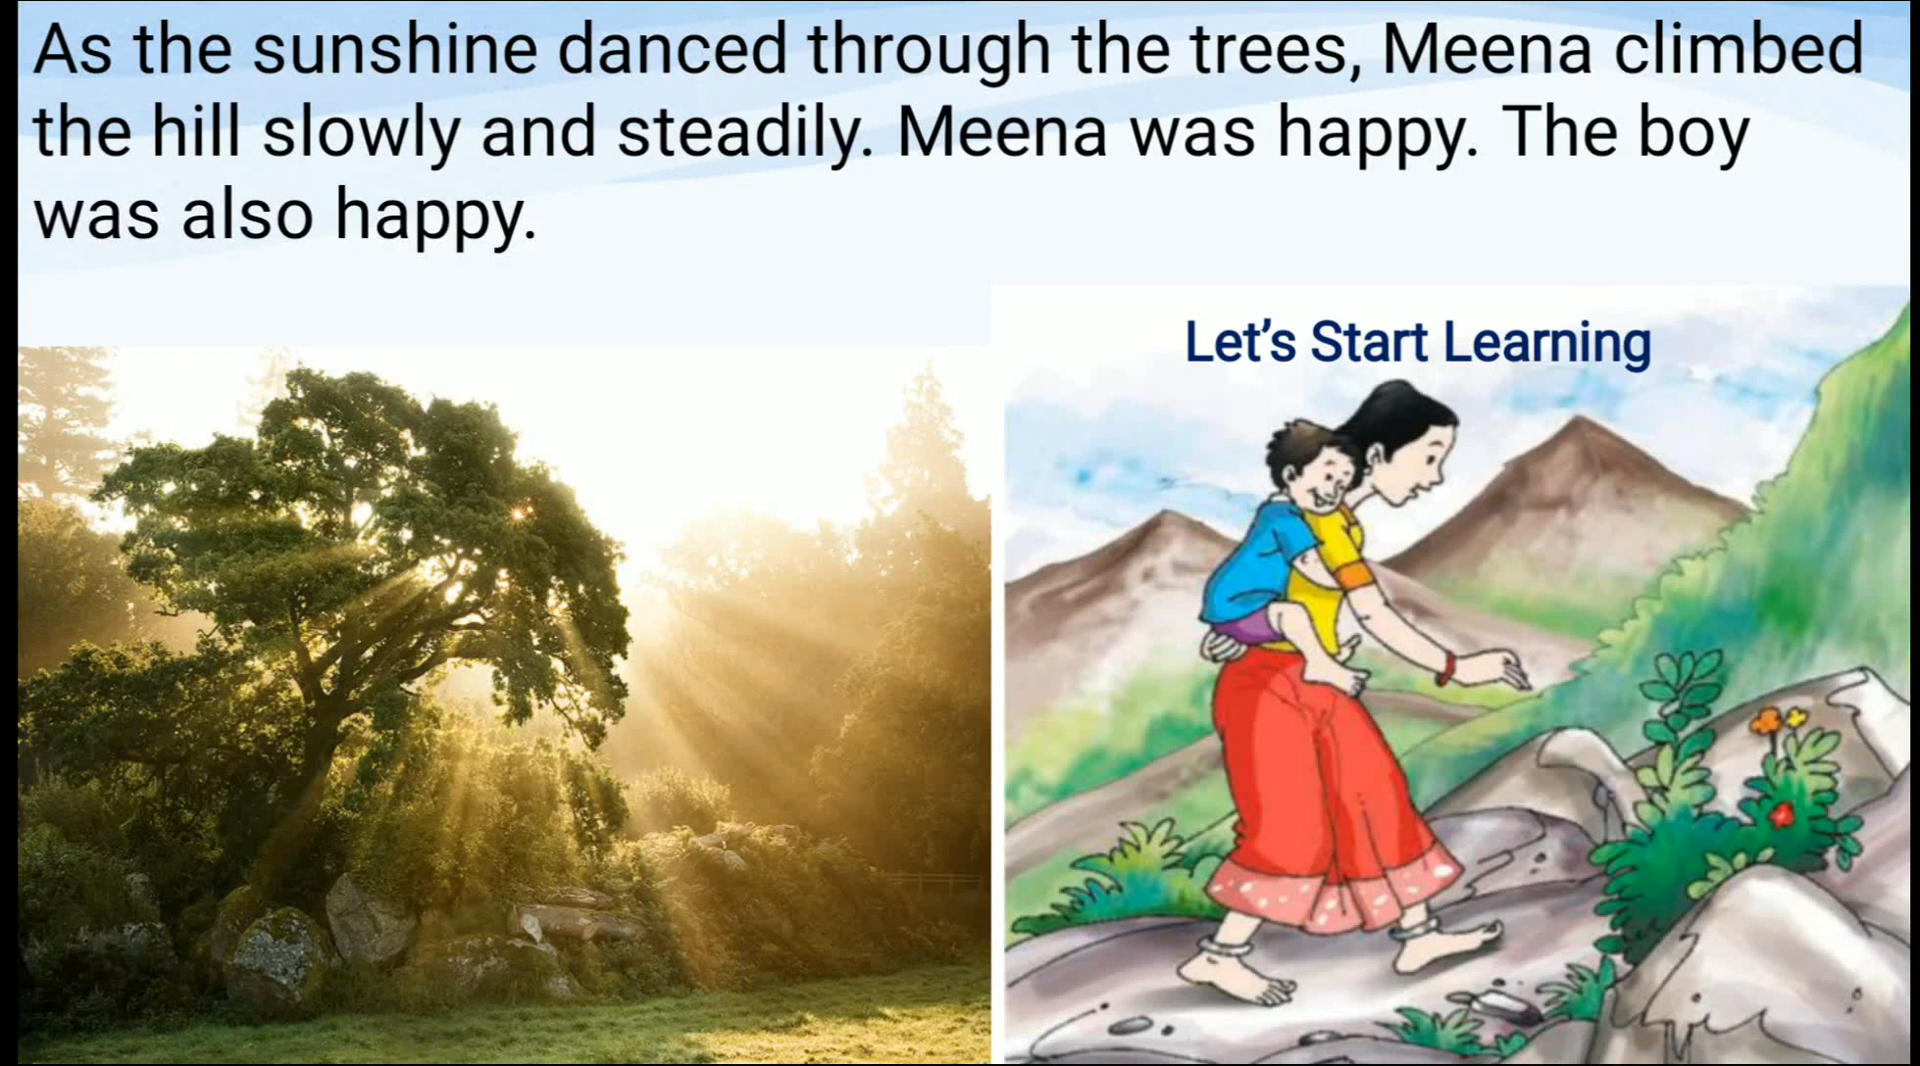 As the sunshine danced through the trees, Meena climbed
the hill slowly and steadily. Meena was happy. The boy
was also happy.
Let's Start Learning